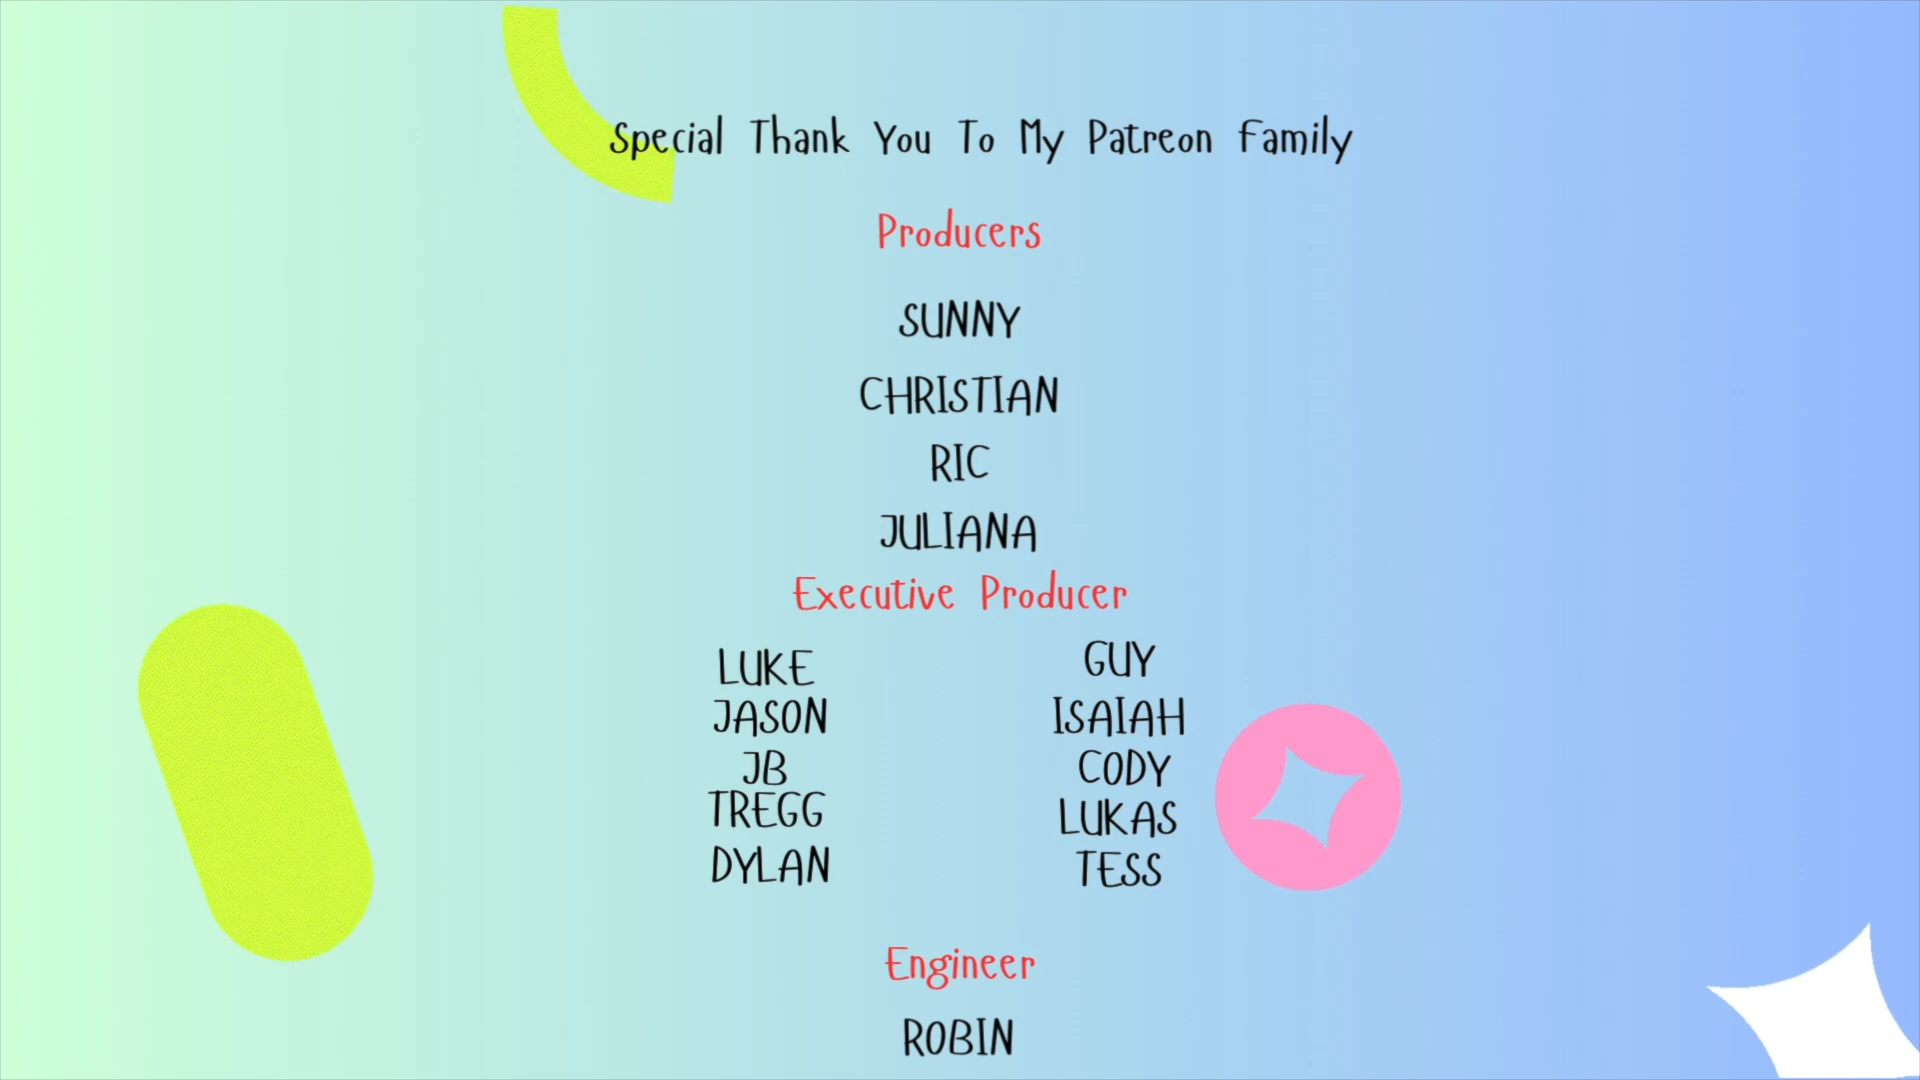 Special Thank You To My Patreon Family
Producers
SUNNY
CHRISTIAN
RIC
JULIANA
Executive Producer
LUKE
JASON
JB
TREGG
DYLAN
GUY
ISAIAH
CODY
LUKAS
TESS
Engineer
ROBIN